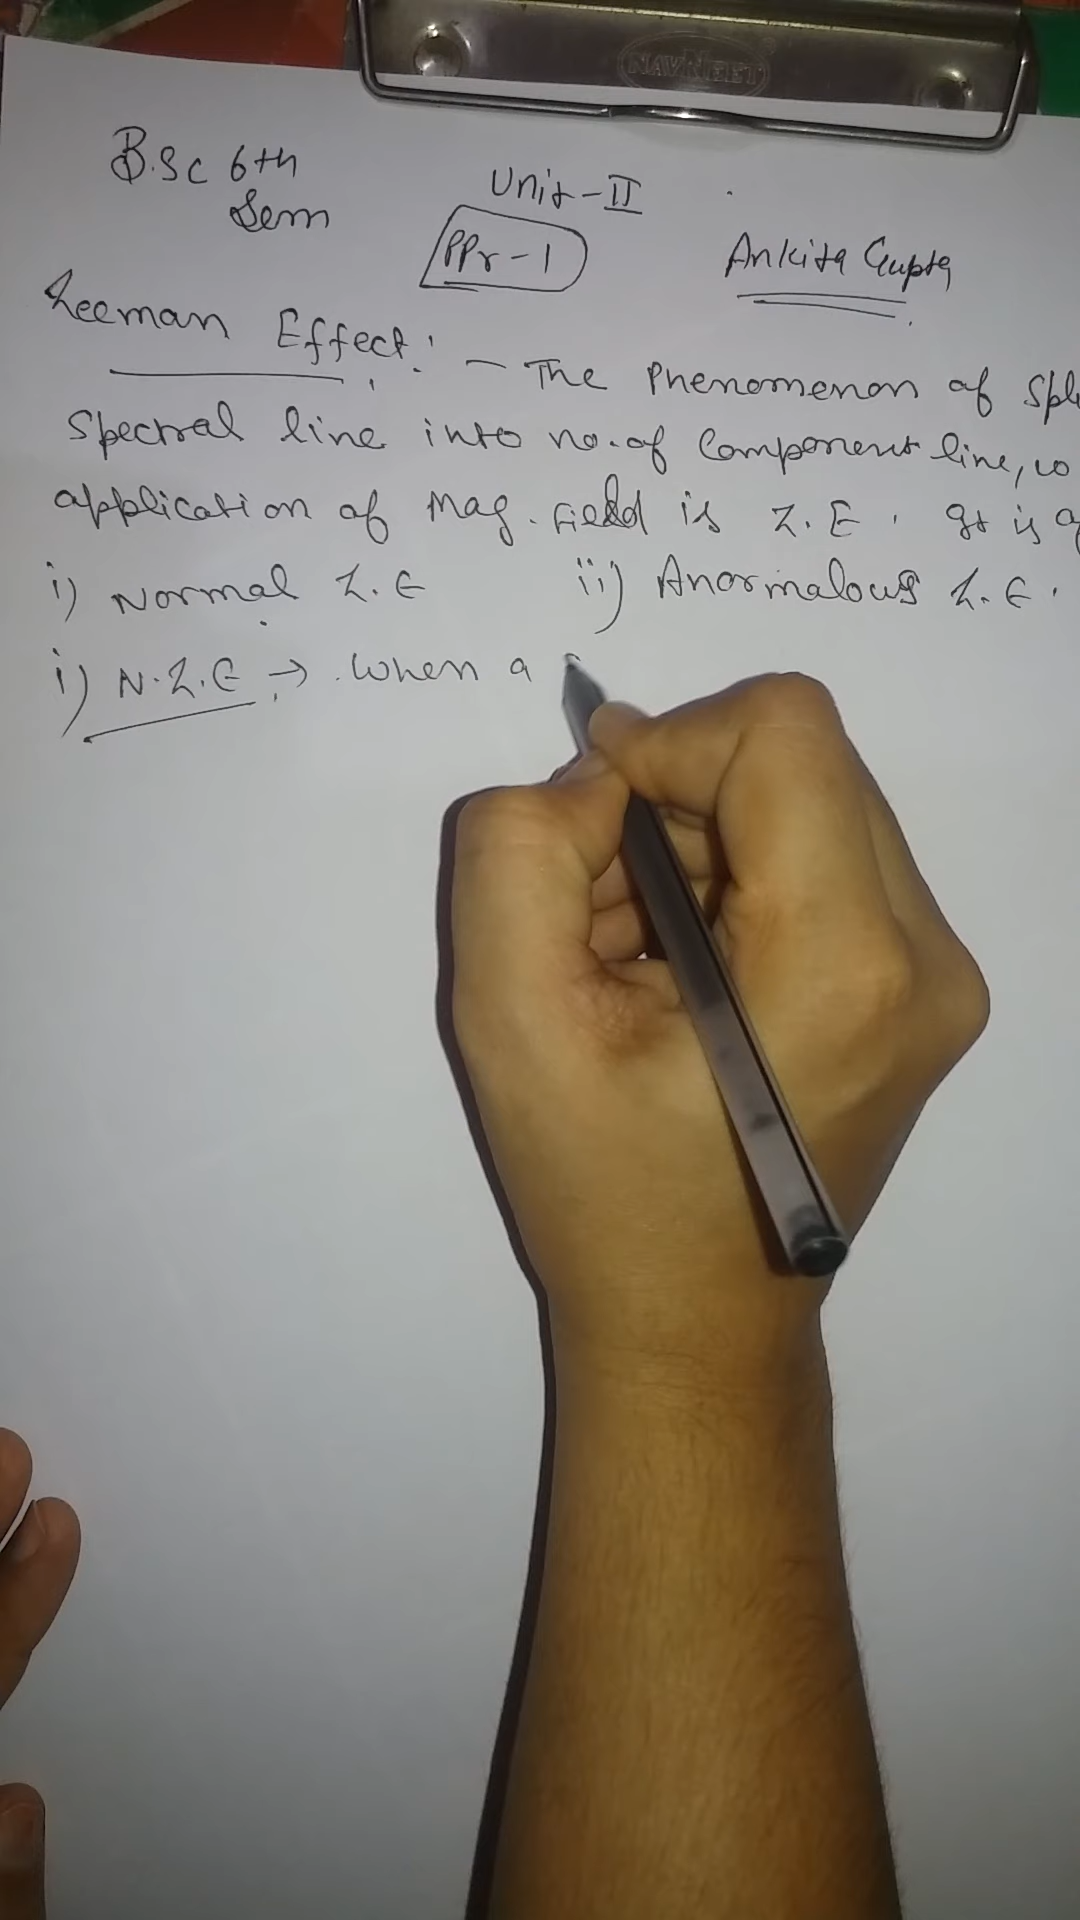 NAVNEET
B.Sc 6th Sem
Unit-II
PPr-1
Ankita Gupta
Zeeman Effect: - The Phenomenon of
Spectral line into no. of Component line,
application of Mag. Field is Z.E. It is
i) Normal Z.E ii) Anormalous Z.E.
i) N.Z.E → When a